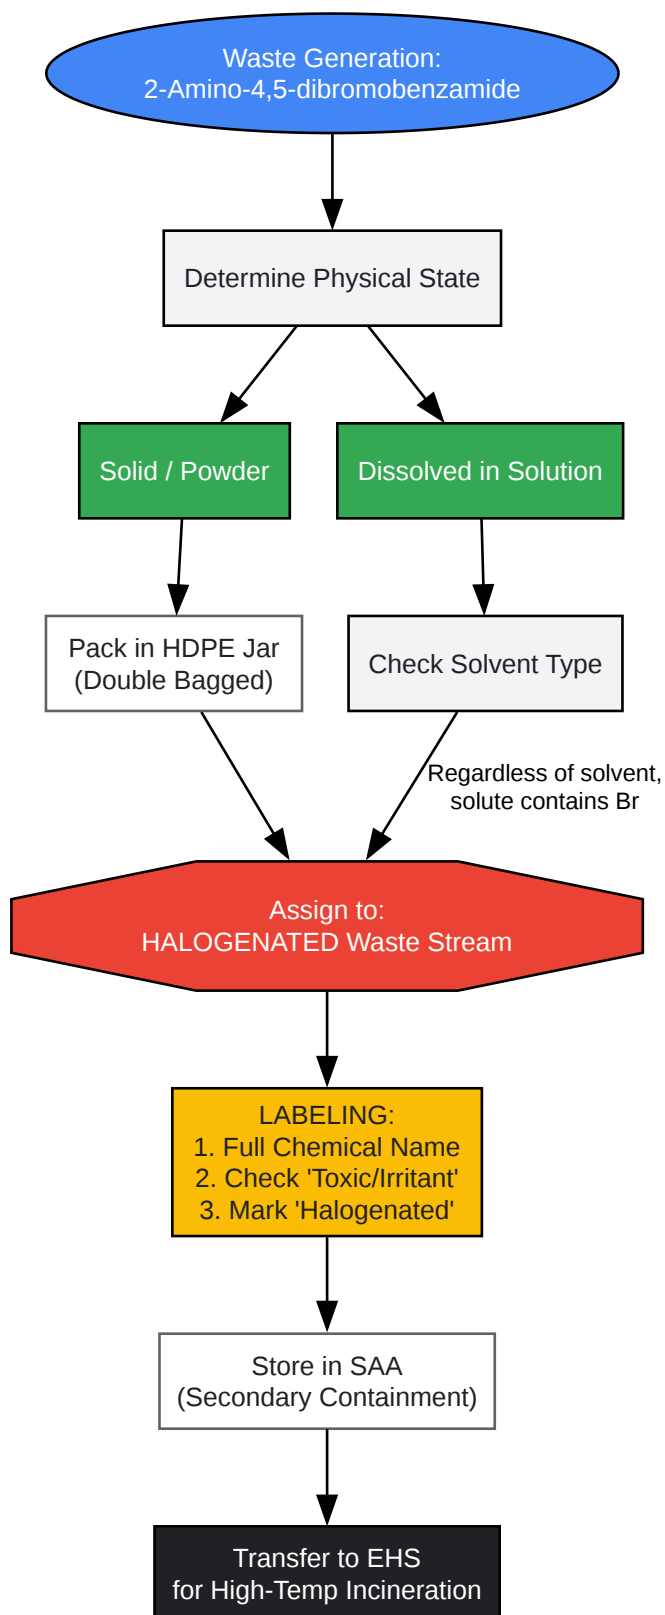 Waste Generation:
2-Amino-4,5-dibromobenzamide
Determine Physical State
Solid / Powder
Dissolved in Solution
Pack in HDPE Jar
(Double Bagged)
Check Solvent Type
Regardless of solvent,
solute contains Br
Assign to:
HALOGENATED Waste Stream
LABELING:
1. Full Chemical Name
2. Check 'Toxic/Irritant'
3. Mark 'Halogenated'
Store in SAA
(Secondary Containment)
Transfer to EHS
for High-Temp Incineration